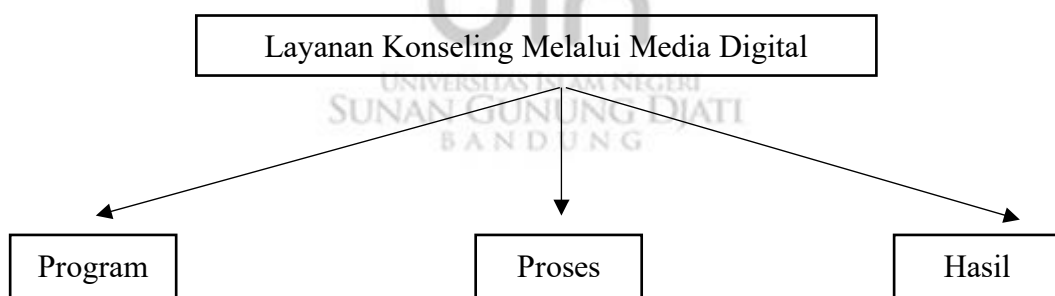 Layanan Konseling Melalui Media Digital
UNIVERSITAS ISLAM NEGERI
SUNAN GUNUNG DJATI
BANDUNG
Program
Proses
Hasil